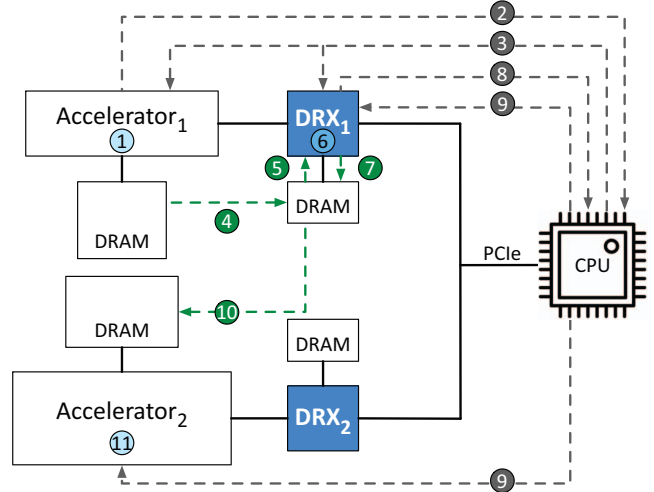 2
3
8
9
Accelerator1
1
DRX1
6
5
7
DRAM
4
DRAM
PCIe
CPU
DRAM
10
DRAM
Accelerator2
11
DRX2
9